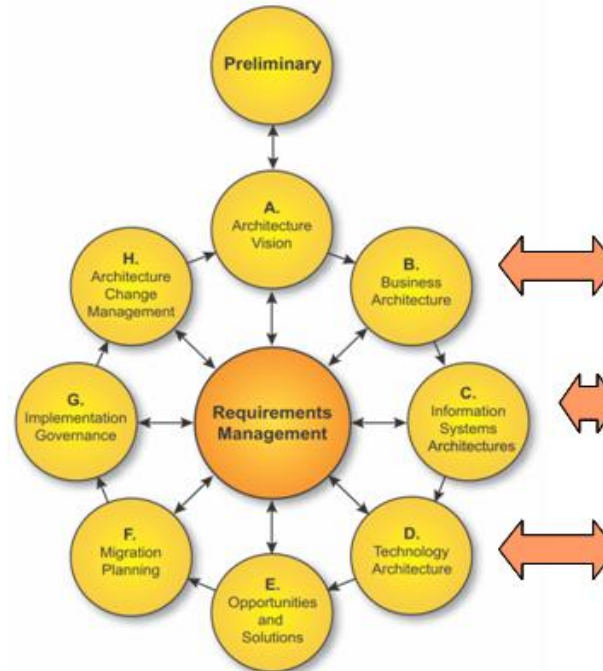 Preliminary
A.
Architecture
Vision
B.
Business
Architecture
C.
Information
Systems
Architectures
D.
Technology
Architecture
E.
Opportunities
and
Solutions
F.
Migration
Planning
G.
Implementation
Governance
H.
Architecture
Change
Management
Requirements
Management